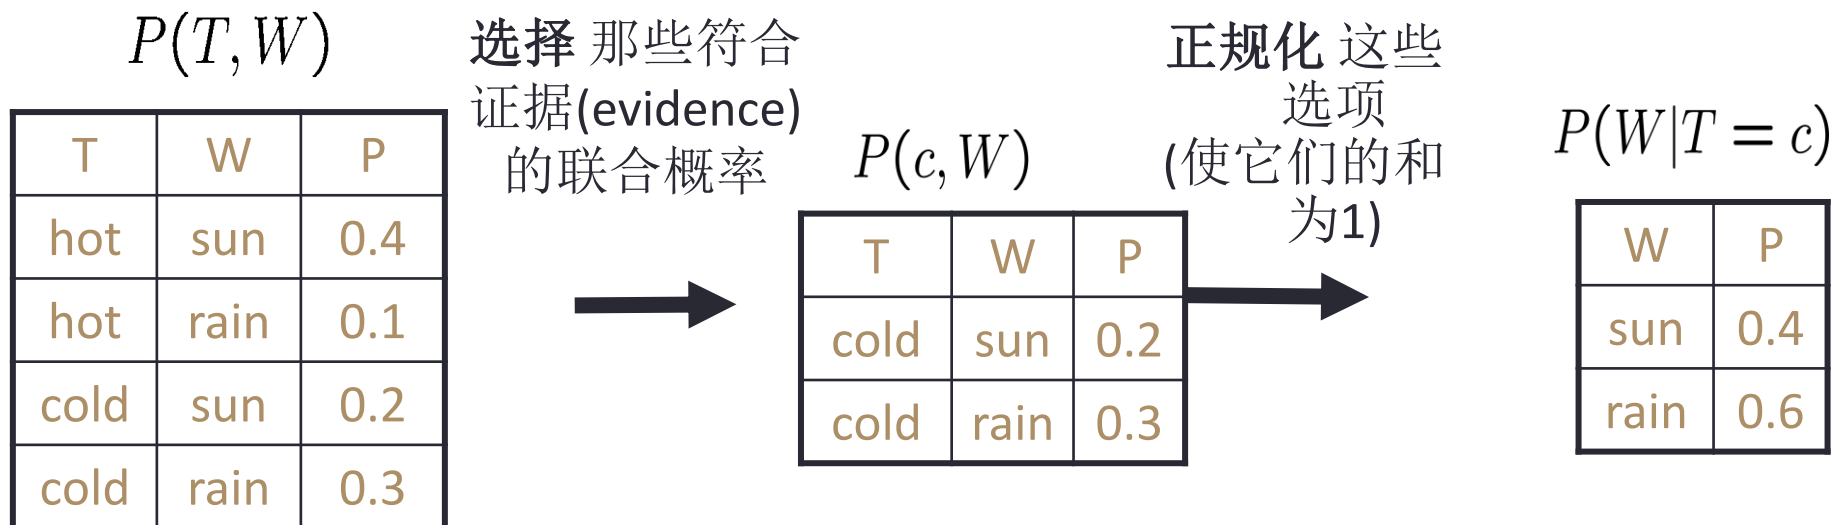 P(T, W)
T W P
hot sun 0.4
hot rain 0.1
cold sun 0.2
cold rain 0.3
选择 那些符合
证据(evidence)
的联合概率
P(c, W)
T W P
cold sun 0.2
cold rain 0.3
正规化 这些
选项
(使它们的和
为1)
P(W|T = c)
W P
sun 0.4
rain 0.6